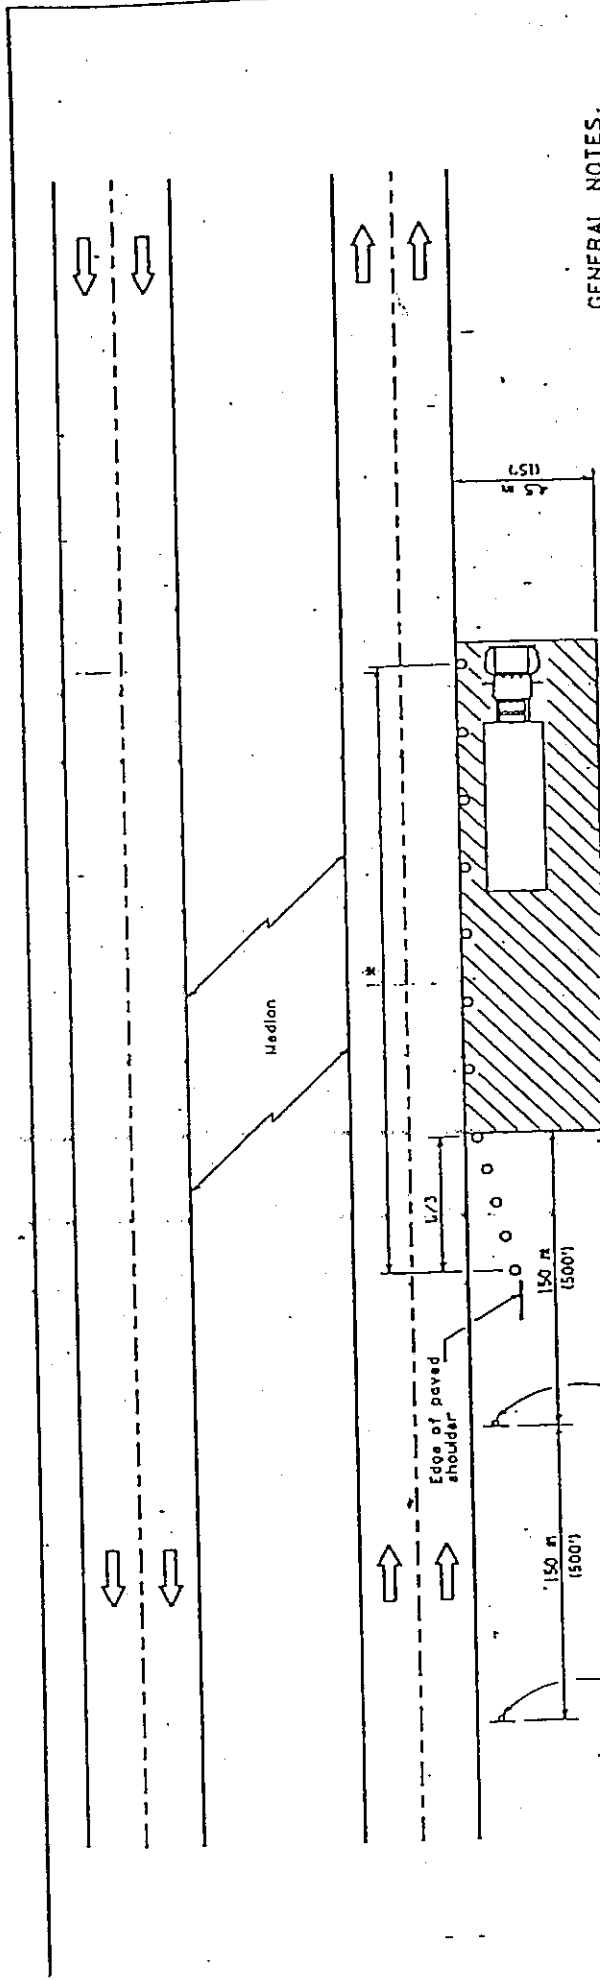 Median
*
L/3
Edge of paved
shoulder
150 m
(500')
150 m
(500')
4.5 m
(15')
GENERAL NOTES.